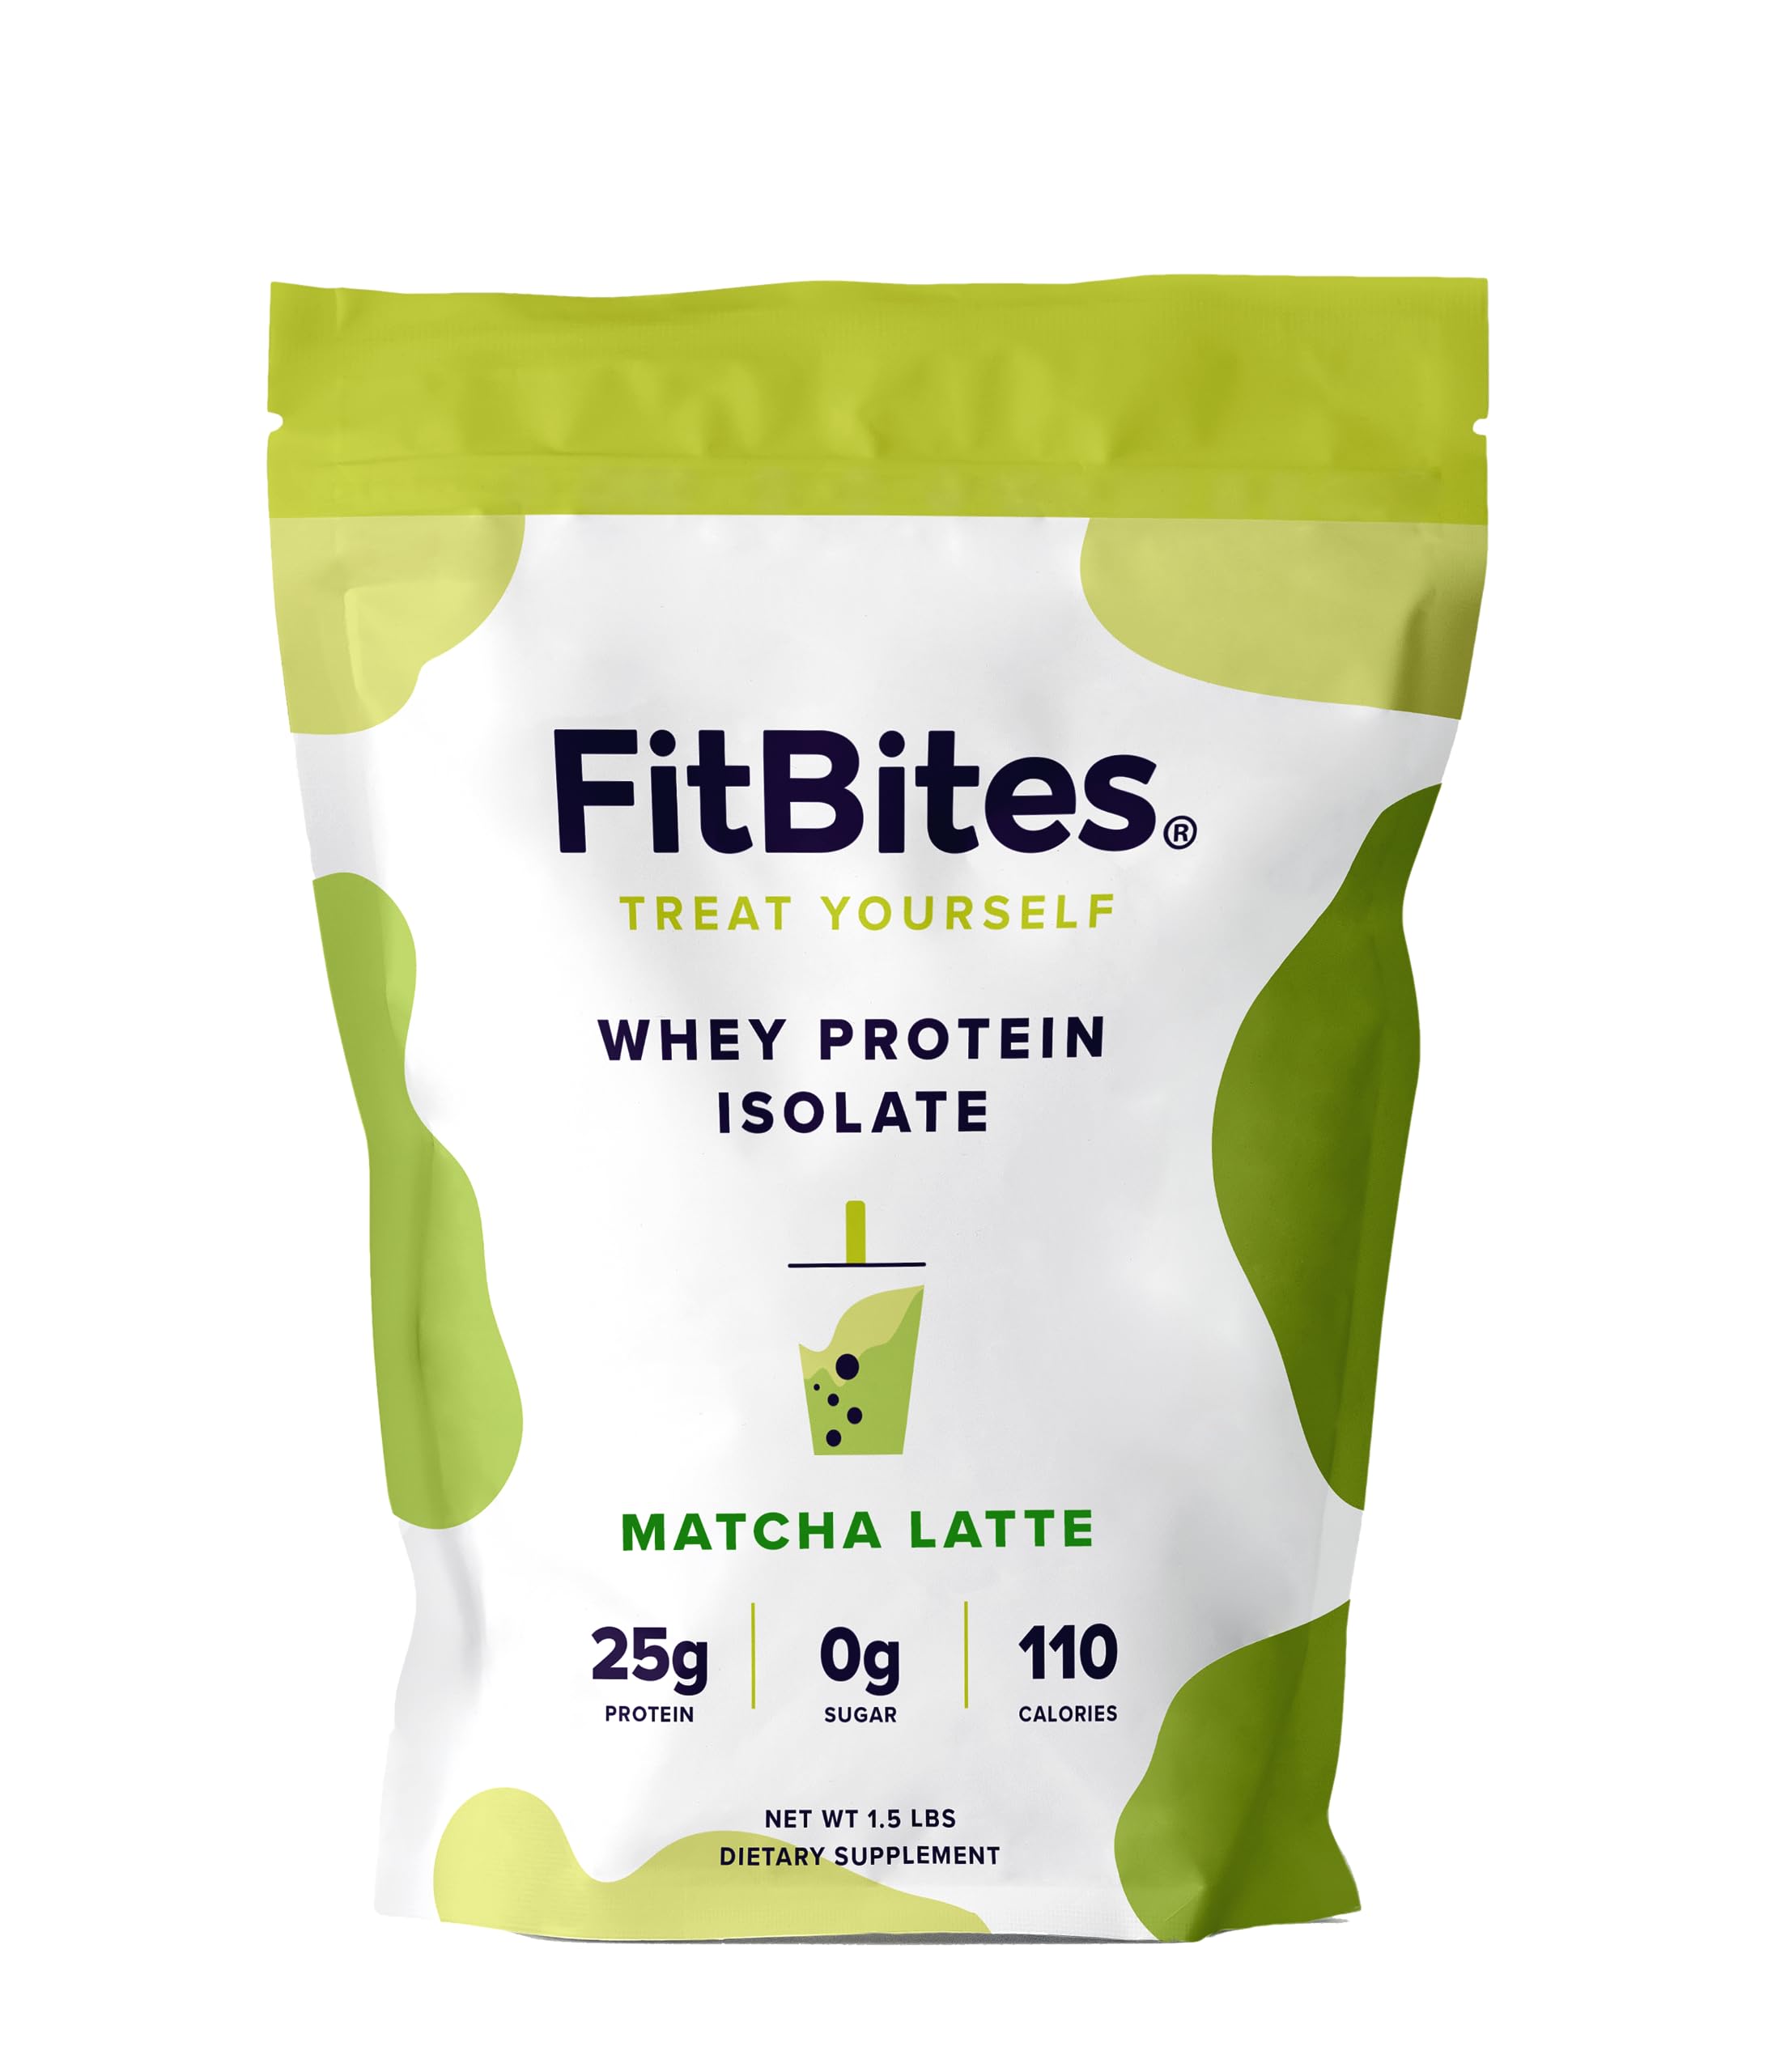 FitBites®
TREAT YOURSELF
WHEY PROTEIN
ISOLATE
MATCHA LATTE
25g
PROTEIN
0g
SUGAR
110
CALORIES
NET WT 1.5 LBS
DIETARY SUPPLEMENT